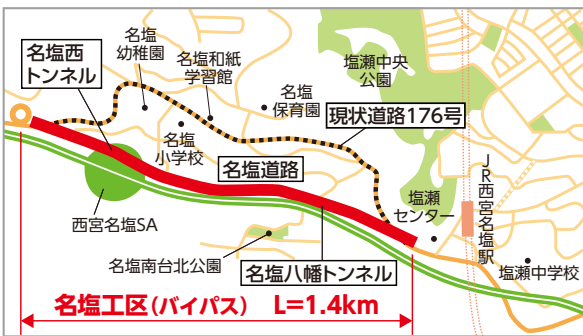 名塩西
トンネル
名塩
幼稚園
名塩和紙
学習館
名塩
保育園
塩瀬中央
公園
現状道路176号
名塩
小学校
名塩道路
西宮名塩SA
塩瀬
センター
JR西宮名塩駅
名塩南台北公園
名塩八幡トンネル
塩瀬中学校
名塩工区(バイパス) L=1.4km